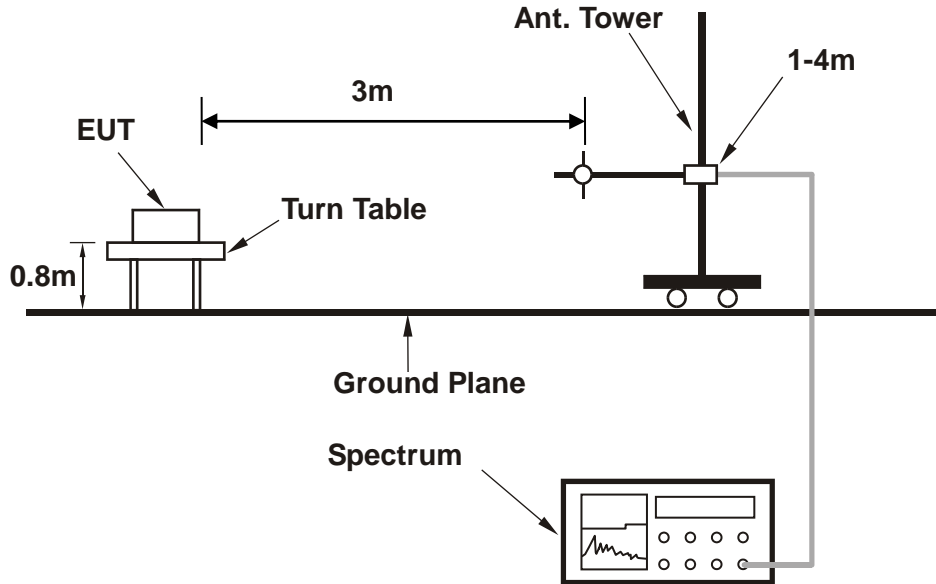 Ant. Tower
1-4m
3m
EUT
Turn Table
0.8m
Ground Plane
Spectrum